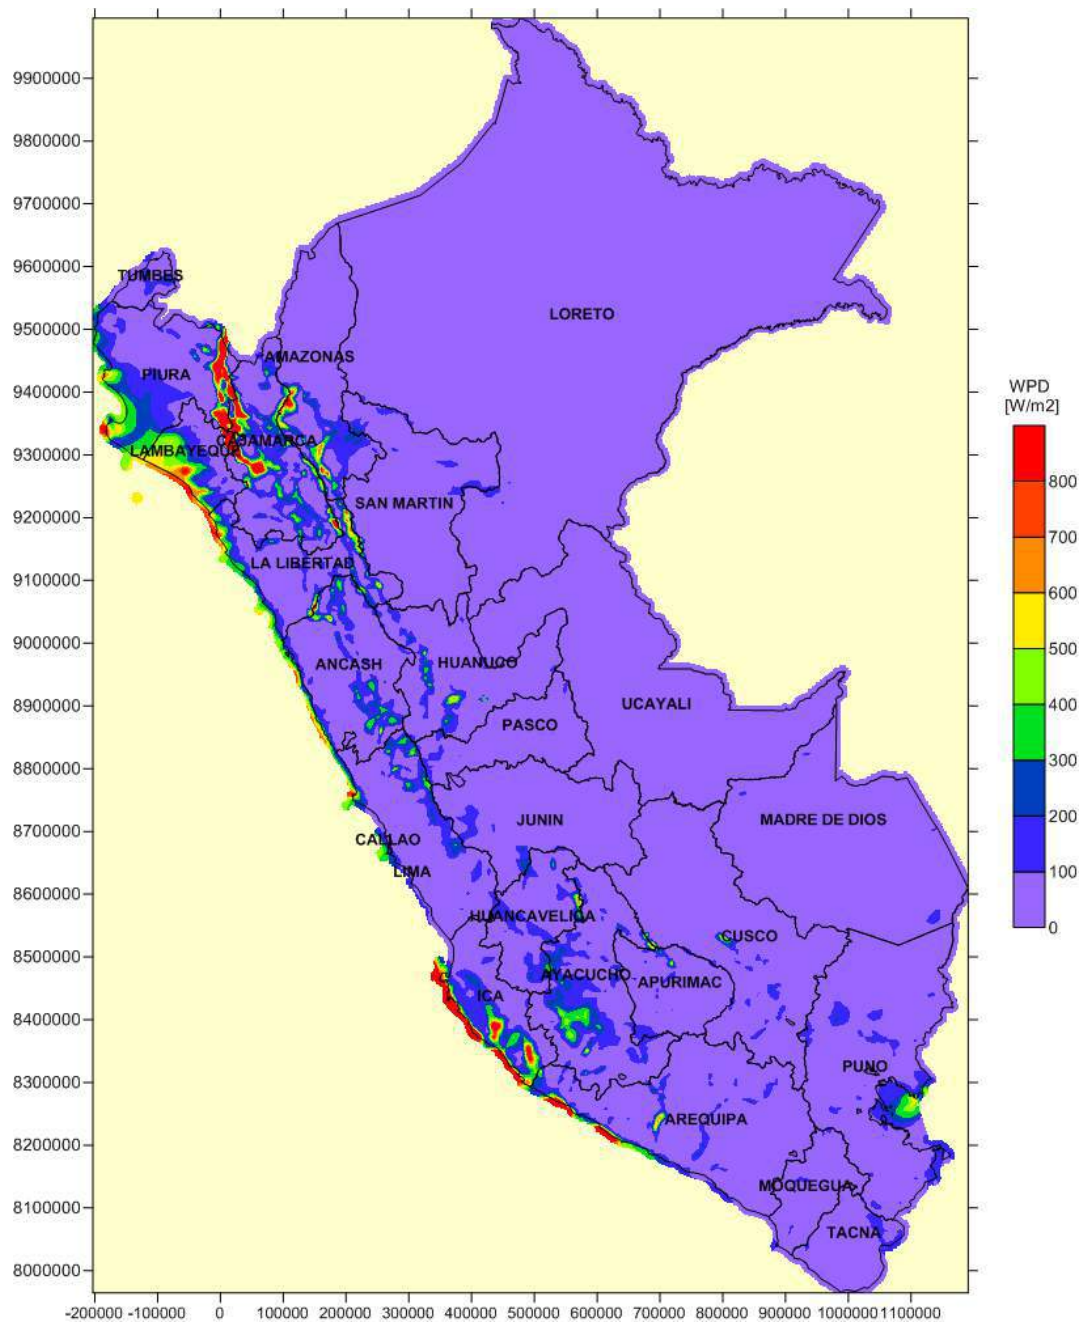 9900000
9800000
9700000
9600000
9500000
9400000
9300000
9200000
9100000
9000000
8900000
8800000
8700000
8600000
8500000
8400000
8300000
8200000
8100000
8000000
-200000 -100000 0 100000 200000 300000 400000 500000 600000 700000 800000 900000 1000000 1100000
TUMBES
LORETO
AMAZONAS
PIURA
CAJAMARCA
LAMBAYEQUE
SAN MARTIN
LA LIBERTAD
ANCASH
HUANUCO
UCAYALI
PASCO
JUNIN
MADRE DE DIOS
CALLAO
LIMA
HUANCAVELICA
CUSCO
AYACUCHO
APURIMAC
ICA
PUNO
AREQUIPA
MOQUEGUA
TACNA
WPD
[W/m2]
800
700
600
500
400
300
200
100
0